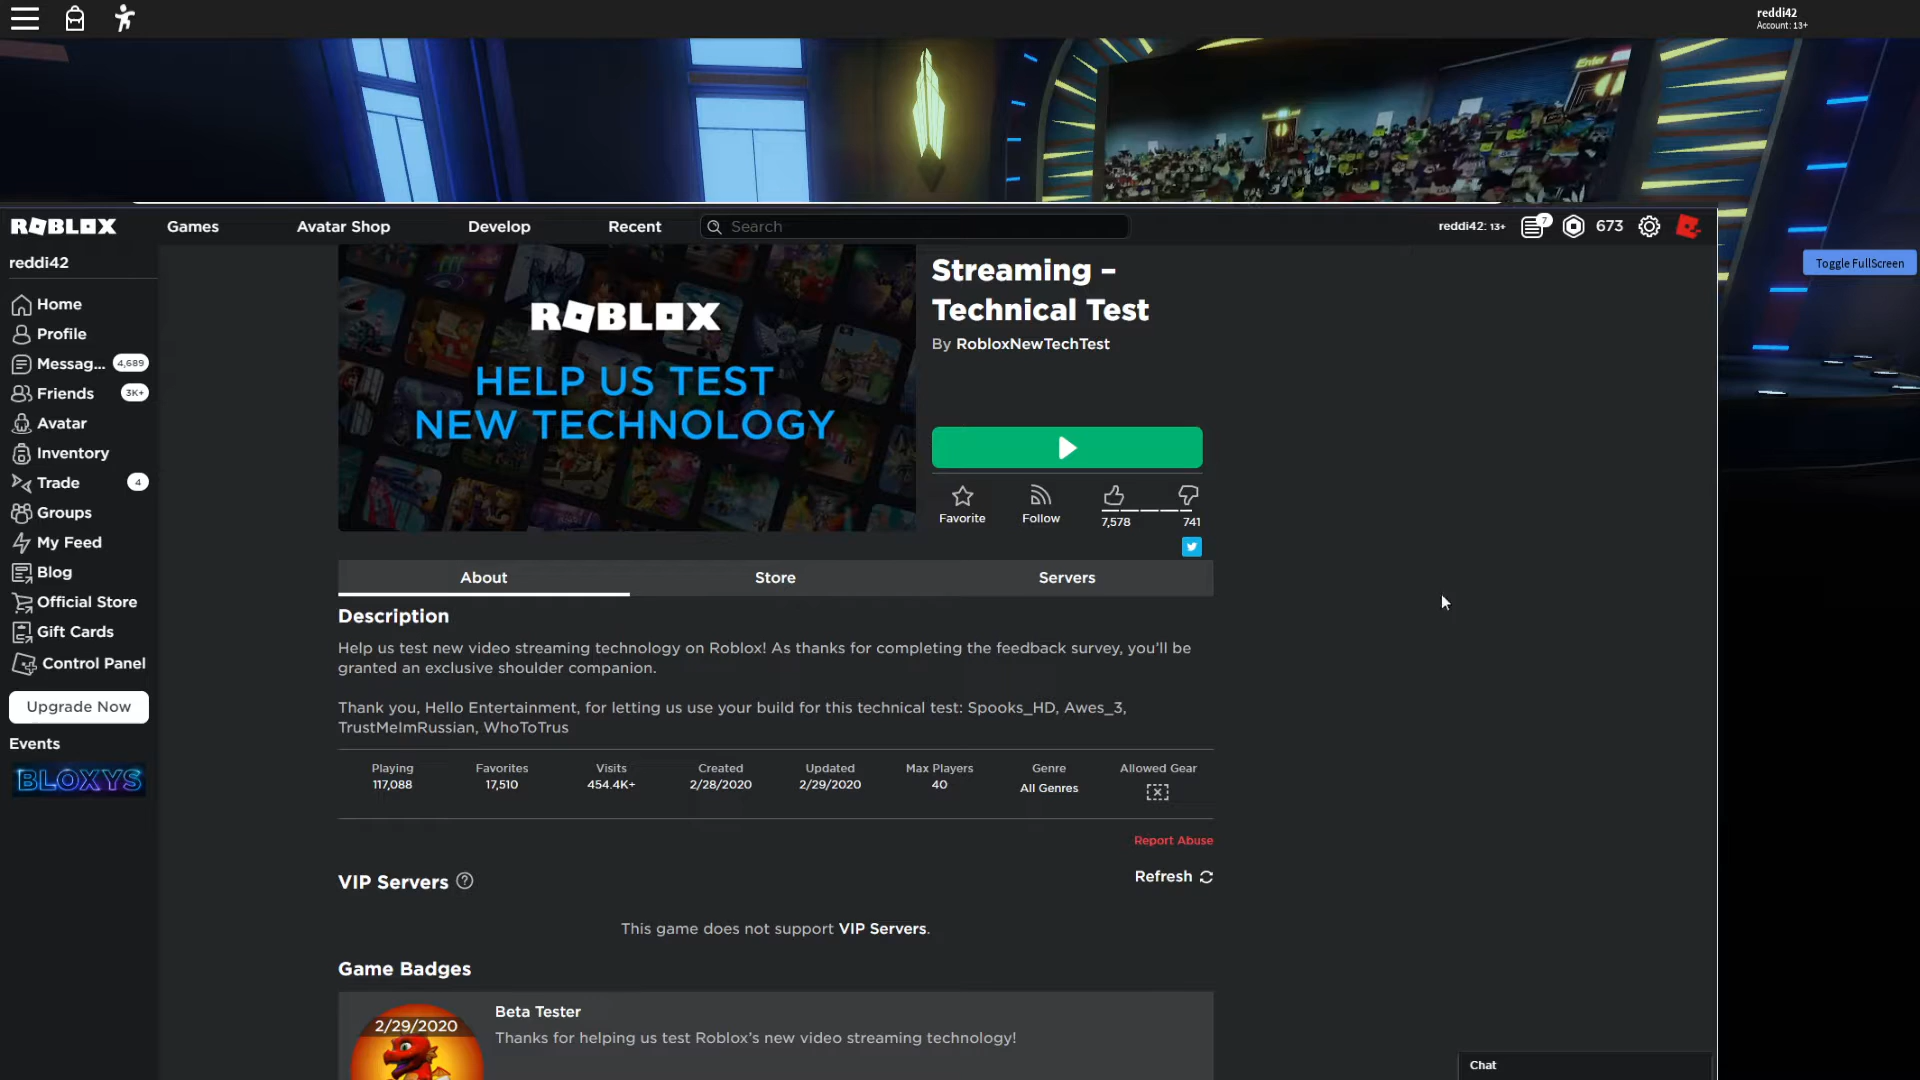 reddi42
Account: 13+
Enter
Toggle FullScreen
ROBLOX
Games
Avatar Shop
Develop
Recent
Search
reddi42: 13+
7
673
reddi42
Home
Profile
Messag... 4,689
Friends 3K+
Avatar
Inventory
Trade 4
Groups
My Feed
Blog
Official Store
Gift Cards
Control Panel
Upgrade Now
Events
BLOXYS
ROBLOX
HELP US TEST
NEW TECHNOLOGY
Streaming –
Technical Test
By RobloxNewTechTest
Favorite
Follow
7,578
741
About
Store
Servers
Description
Help us test new video streaming technology on Roblox! As thanks for completing the feedback survey, you'll be
granted an exclusive shoulder companion.
Thank you, Hello Entertainment, for letting us use your build for this technical test: Spooks_HD, Awes_3,
TrustMeImRussian, WhoToTrus
Playing
117,088
Favorites
17,510
Visits
454.4K+
Created
2/28/2020
Updated
2/29/2020
Max Players
40
Genre
All Genres
Allowed Gear
Report Abuse
VIP Servers ?
Refresh
This game does not support VIP Servers.
Game Badges
2/29/2020
Beta Tester
Thanks for helping us test Roblox's new video streaming technology!
Chat